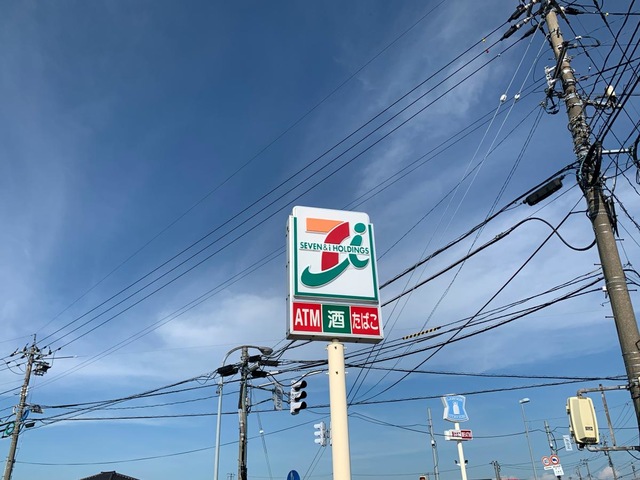 SEVEN & i HOLDINGS
ATM 酒 たばこ